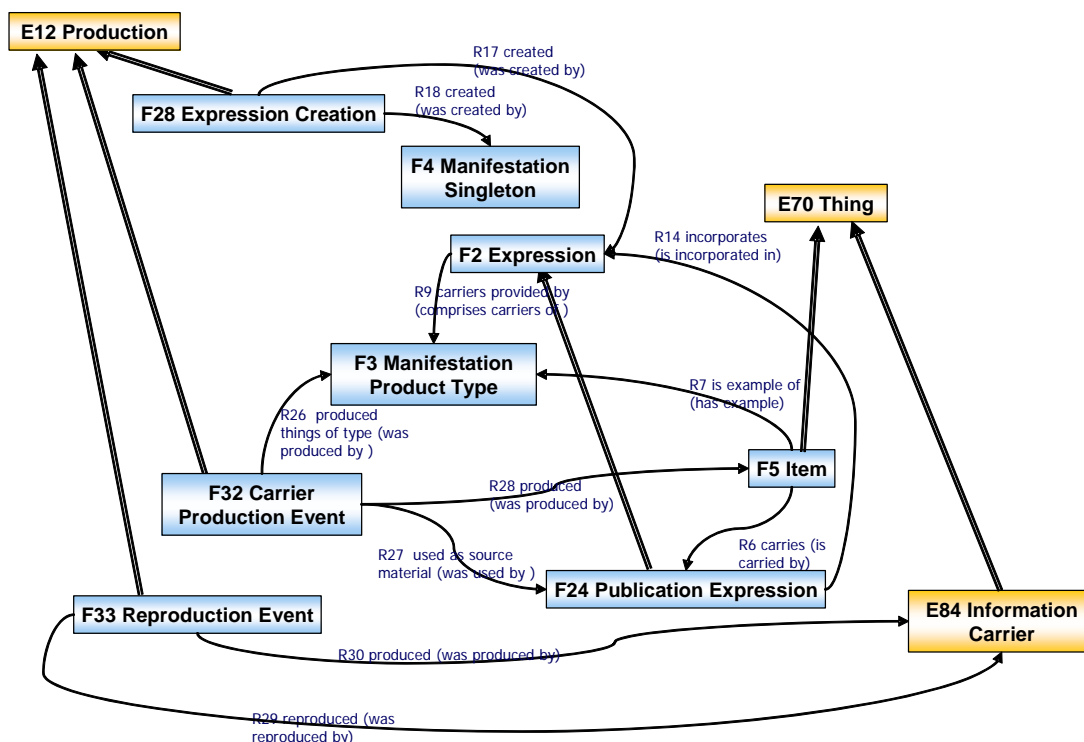 E12 Production
R17 created
(was created by)
R18 created
(was created by)
F28 Expression Creation
F4 Manifestation
Singleton
E70 Thing
F2 Expression
R14 incorporates
(is incorporated in)
R9 carriers provided by
(comprises carriers of )
F3 Manifestation
Product Type
R7 is example of
(has example)
R26 produced
things of type (was
produced by )
F5 Item
F32 Carrier
Production Event
R28 produced
(was produced by)
R6 carries (is
carried by)
R27 used as source
material (was used by )
F24 Publication Expression
F33 Reproduction Event
E84 Information
Carrier
R30 produced (was produced by)
R29 reproduced (was
reproduced by)